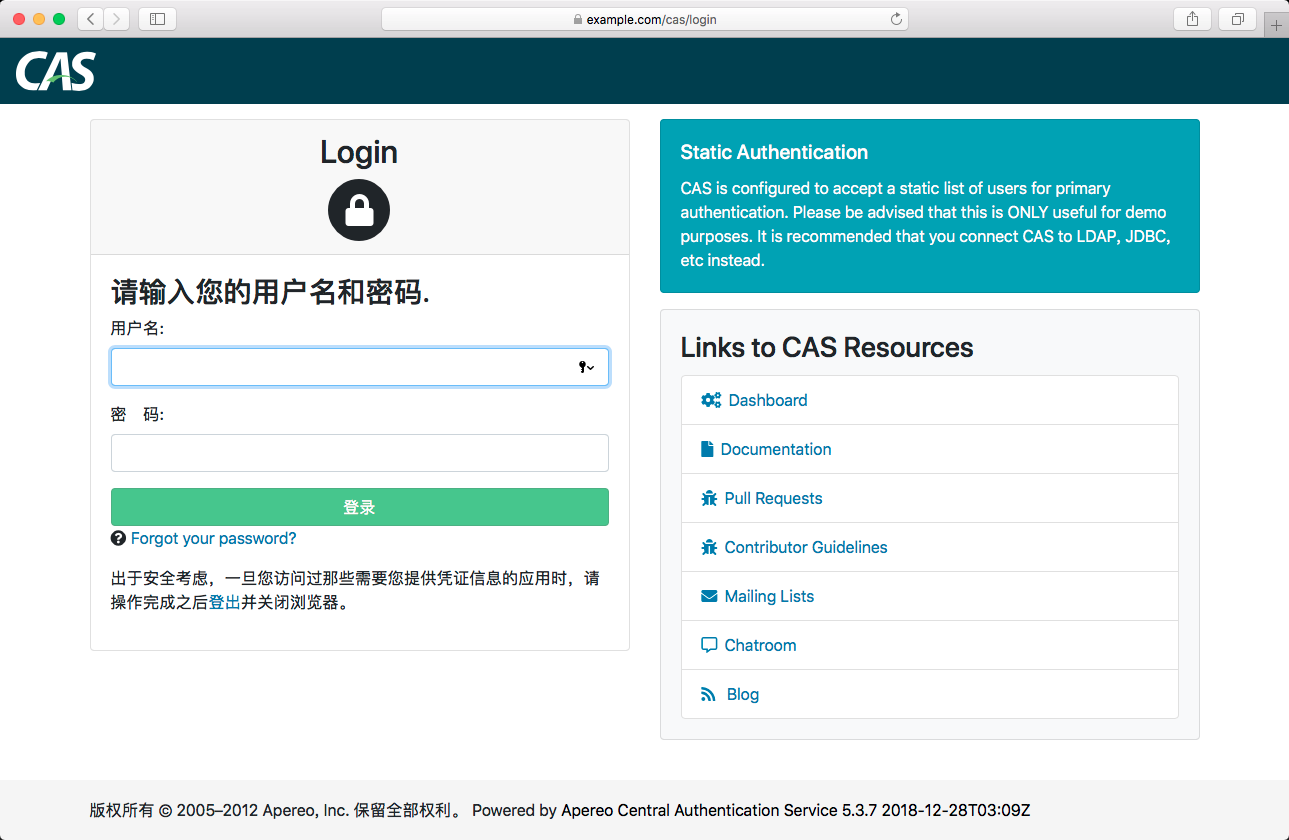 example.com/cas/login
CAS
Login
请输入您的用户名和密码.
用户名:
密 码:
登录
Forgot your password?
出于安全考虑，一旦您访问过那些需要您提供凭证信息的应用时，请
操作完成之后登出并关闭浏览器。
Static Authentication
CAS is configured to accept a static list of users for primary
authentication. Please be advised that this is ONLY useful for demo
purposes. It is recommended that you connect CAS to LDAP, JDBC,
etc instead.
Links to CAS Resources
Dashboard
Documentation
Pull Requests
Contributor Guidelines
Mailing Lists
Chatroom
Blog
版权所有 © 2005–2012 Apereo, Inc. 保留全部权利。 Powered by Apereo Central Authentication Service 5.3.7 2018-12-28T03:09Z